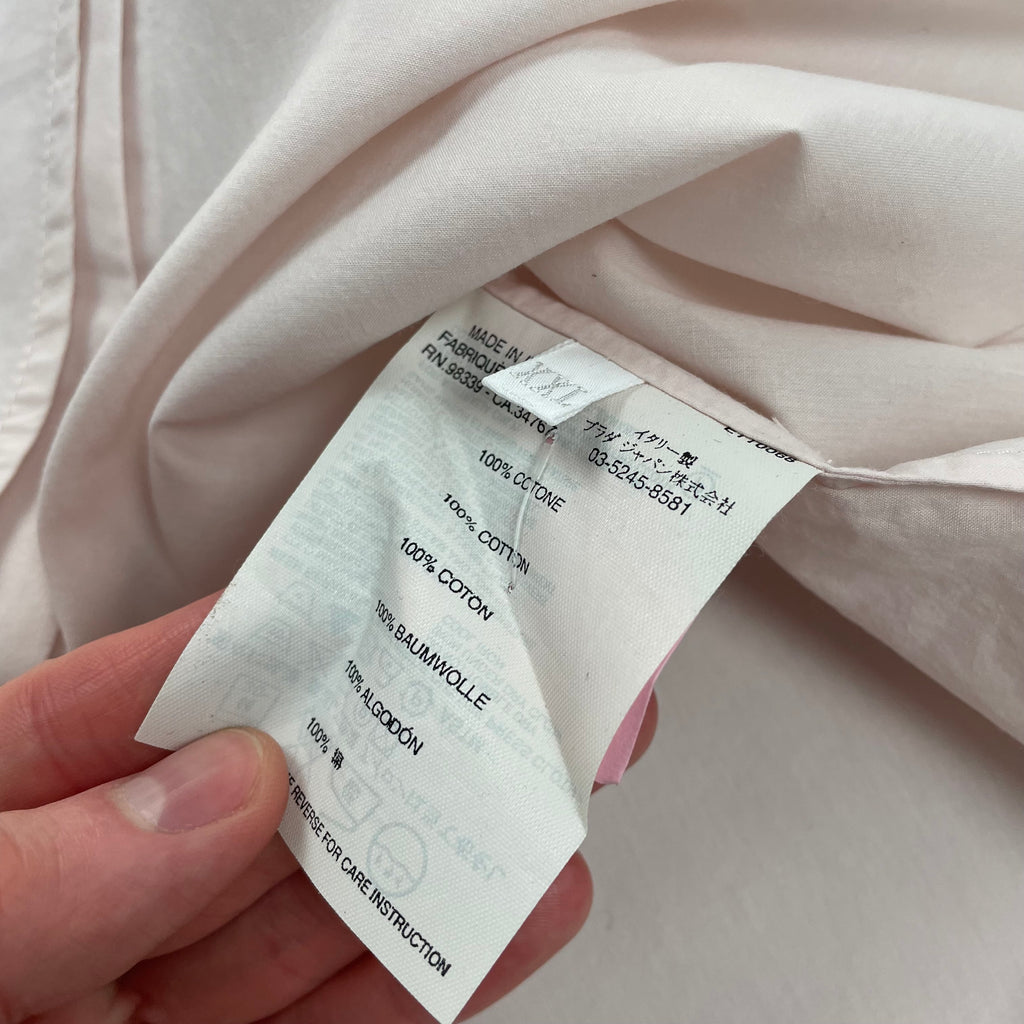 MADE IN
FABRIQUÉ
RN.98339 - CA.34767
XXL
イタリー製
プラダ ジャパン株式会社
03-5245-8581
100% COTONE
100% COTTON
100% COTON
100% BAUMWOLLE
100% ALGODÓN
100% 綿
REVERSE FOR CARE INSTRUCTION